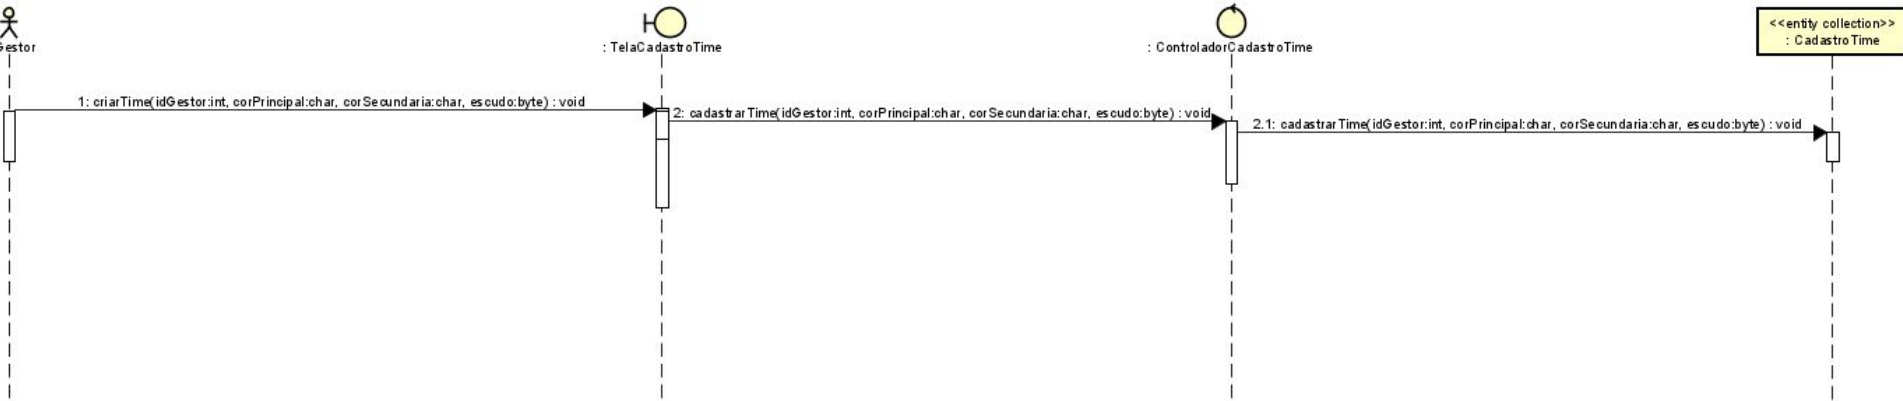 Gestor
: TelaCadastroTime
: ControladorCadastroTime
<<entity collection>>
: CadastroTime
1: criarTime(idGestor:int, corPrincipal:char, corSecundaria:char, escudo:byte) : void
2: cadastrarTime(idGestor:int, corPrincipal:char, corSecundaria:char, escudo:byte) : void
2.1: cadastrarTime(idGestor:int, corPrincipal:char, corSecundaria:char, escudo:byte) : void